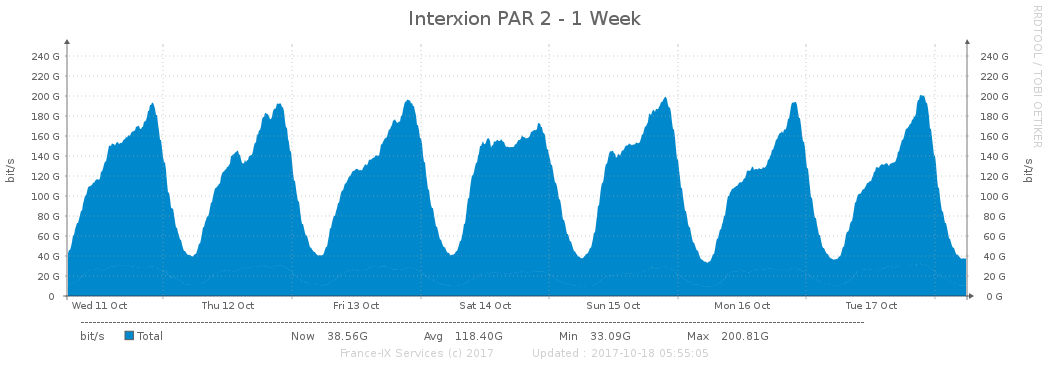 Interxion PAR 2 - 1 Week
RRDTOOL / TOBI OETIKER
bit/s
240 G 240 G
220 G 220 G
200 G 200 G
180 G 180 G
160 G 160 G
140 G 140 G
120 G 120 G
100 G 100 G
80 G 80 G
60 G 60 G
40 G 40 G
20 G 20 G
0 0 G
bit/s
Wed 11 Oct Thu 12 Oct Fri 13 Oct Sat 14 Oct Sun 15 Oct Mon 16 Oct Tue 17 Oct
bit/s Total Now 38.56G Avg 118.40G Min 33.09G Max 200.81G
France-IX Services (c) 2017 Updated : 2017-10-18 05:55:05